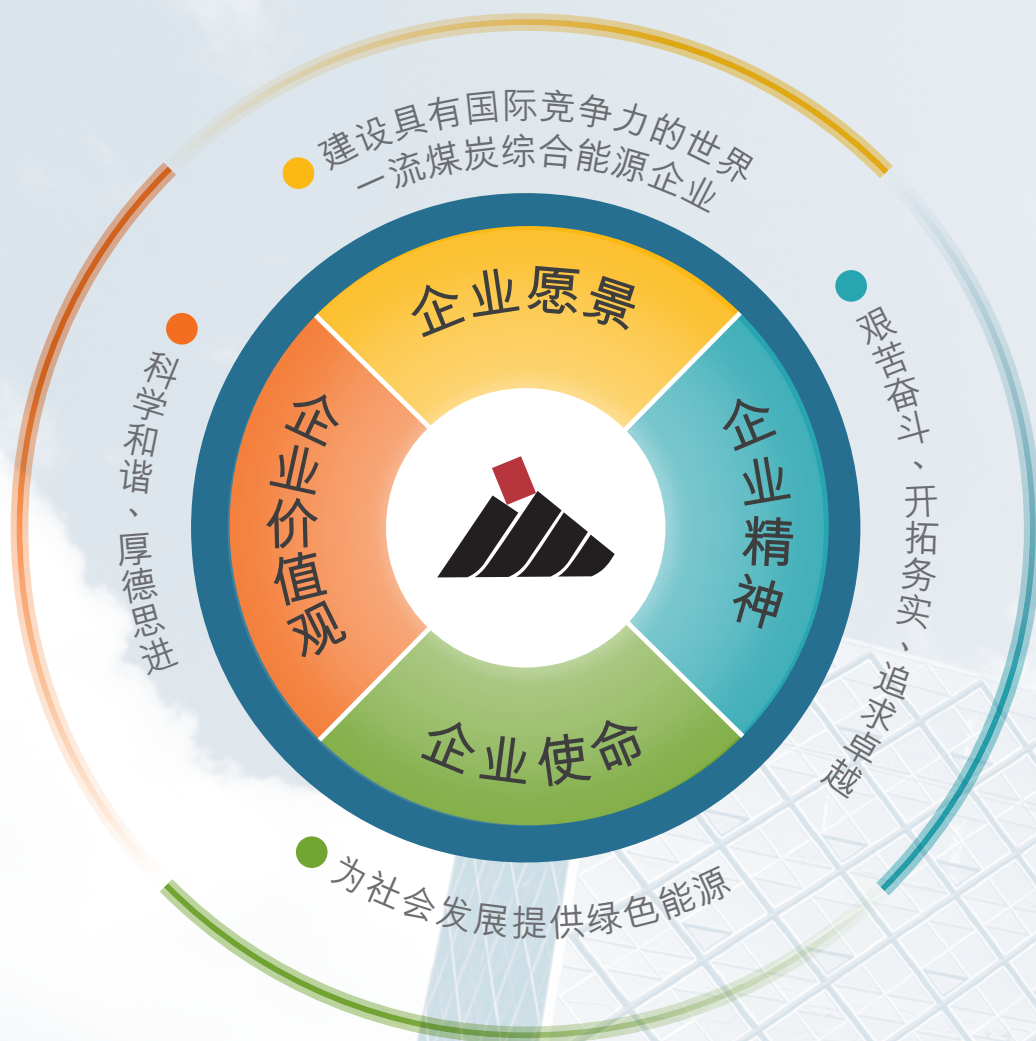 建设具有国际竞争力的世界
一流煤炭综合能源企业
企业愿景
艰苦奋斗、开拓务实、追求卓越
企业精神
为社会发展提供绿色能源
企业使命
科学和谐、厚德思进
企业价值观